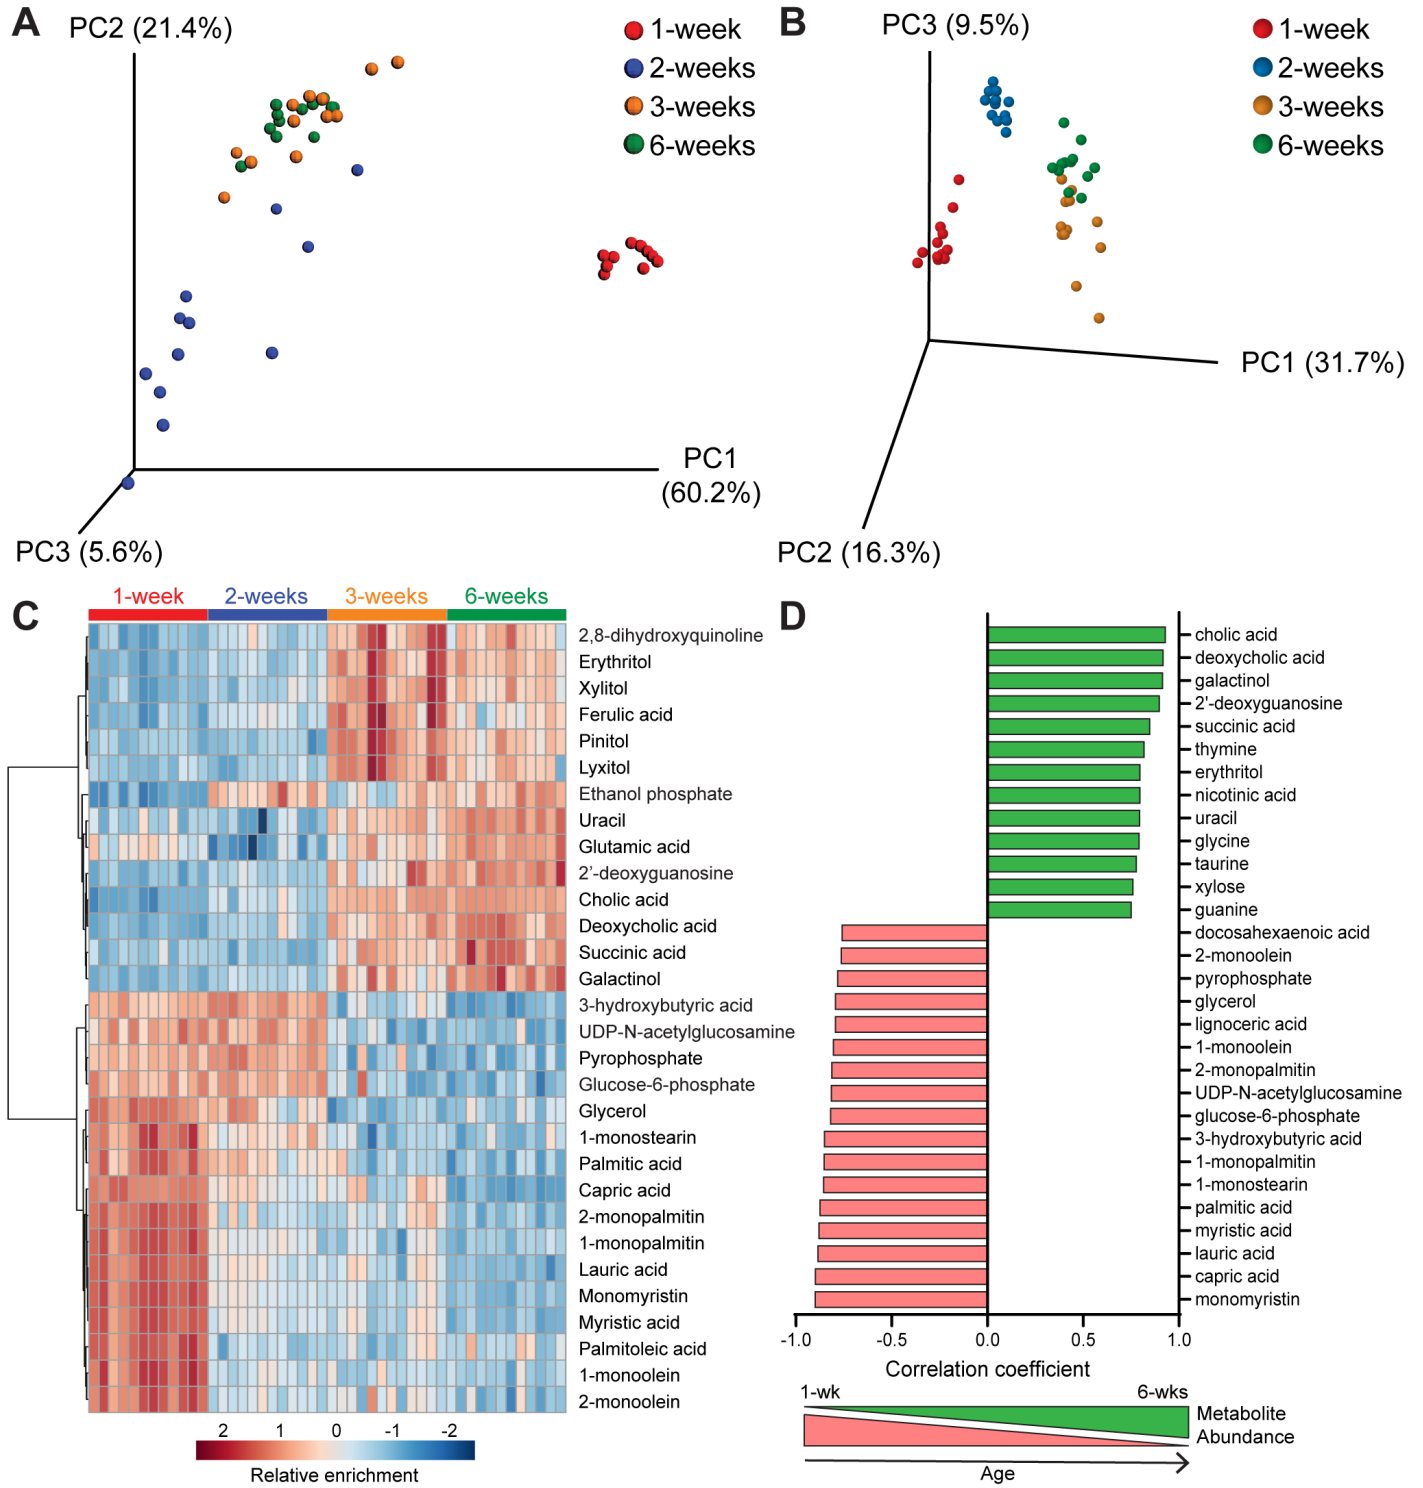 A
PC2 (21.4%)
1-week
2-weeks
3-weeks
6-weeks
PC1
(60.2%)
PC3 (5.6%)
B
PC3 (9.5%)
1-week
2-weeks
3-weeks
6-weeks
PC1 (31.7%)
PC2 (16.3%)
C
1-week
2-weeks
3-weeks
6-weeks
2,8-dihydroxyquinoline
Erythritol
Xylitol
Ferulic acid
Pinitol
Lyxitol
Ethanol phosphate
Uracil
Glutamic acid
2’-deoxyguanosine
Cholic acid
Deoxycholic acid
Succinic acid
Galactinol
3-hydroxybutyric acid
UDP-N-acetylglucosamine
Pyrophosphate
Glucose-6-phosphate
Glycerol
1-monostearin
Palmitic acid
Capric acid
2-monopalmitin
1-monopalmitin
Lauric acid
Monomyristin
Myristic acid
Palmitoleic acid
1-monoolein
2-monoolein
2 1 0 -1 -2
Relative enrichment
D
cholic acid
deoxycholic acid
galactinol
2'-deoxyguanosine
succinic acid
thymine
erythritol
nicotinic acid
uracil
glycine
taurine
xylose
guanine
docosahexaenoic acid
2-monoolein
pyrophosphate
glycerol
lignoceric acid
1-monoolein
2-monopalmitin
UDP-N-acetylglucosamine
glucose-6-phosphate
3-hydroxybutyric acid
1-monopalmitin
1-monostearin
palmitic acid
myristic acid
lauric acid
capric acid
monomyristin
-1.0 -0.5 0.0 0.5 1.0
Correlation coefficient
1-wk 6-wks
Metabolite
Abundance
Age